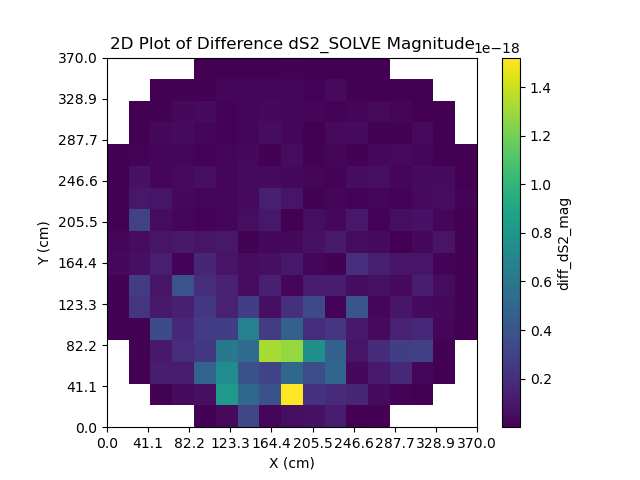 2D Plot of Difference dS2_SOLVE Magnitude
1e−18
370.0
328.9
287.7
246.6
205.5
164.4
123.3
82.2
41.1
0.0
Y (cm)
0.0 41.1 82.2 123.3 164.4 205.5 246.6 287.7 328.9 370.0
X (cm)
1.4
1.2
1.0
0.8
0.6
0.4
0.2
diff_dS2_mag